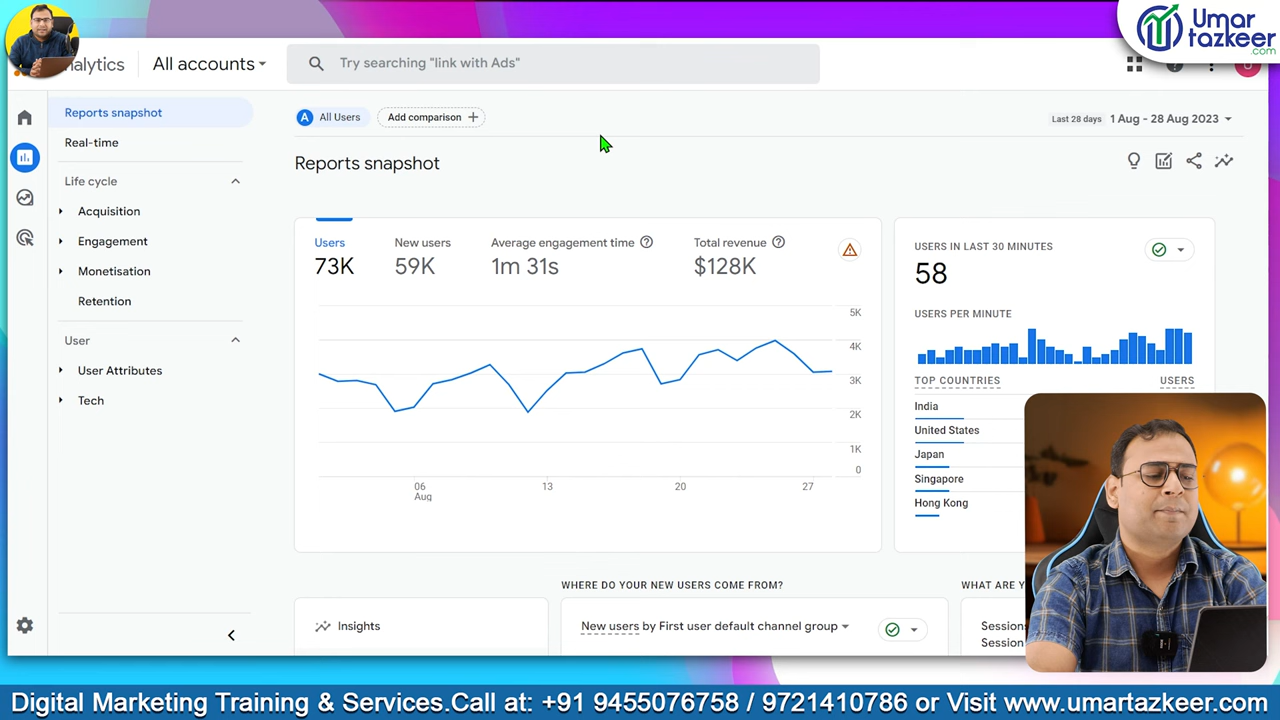 Umar
tazkeer
.com
nalytics
All accounts
Try searching "link with Ads"
Reports snapshot
Real-time
Life cycle
Acquisition
Engagement
Monetisation
Retention
User
User Attributes
Tech
A All Users
Add comparison +
Last 28 days 1 Aug - 28 Aug 2023
Reports snapshot
Users
73K
New users
59K
Average engagement time
1m 31s
Total revenue
$128K
5K
4K
3K
2K
1K
0
06
Aug
13
20
27
USERS IN LAST 30 MINUTES
58
USERS PER MINUTE
TOP COUNTRIES USERS
India
United States
Japan
Singapore
Hong Kong
Insights
WHERE DO YOUR NEW USERS COME FROM?
New users by First user default channel group
WHAT ARE Y
Sessions
Session
Digital Marketing Training & Services.Call at: +91 9455076758 / 9721410786 or Visit www.umartazkeer.com